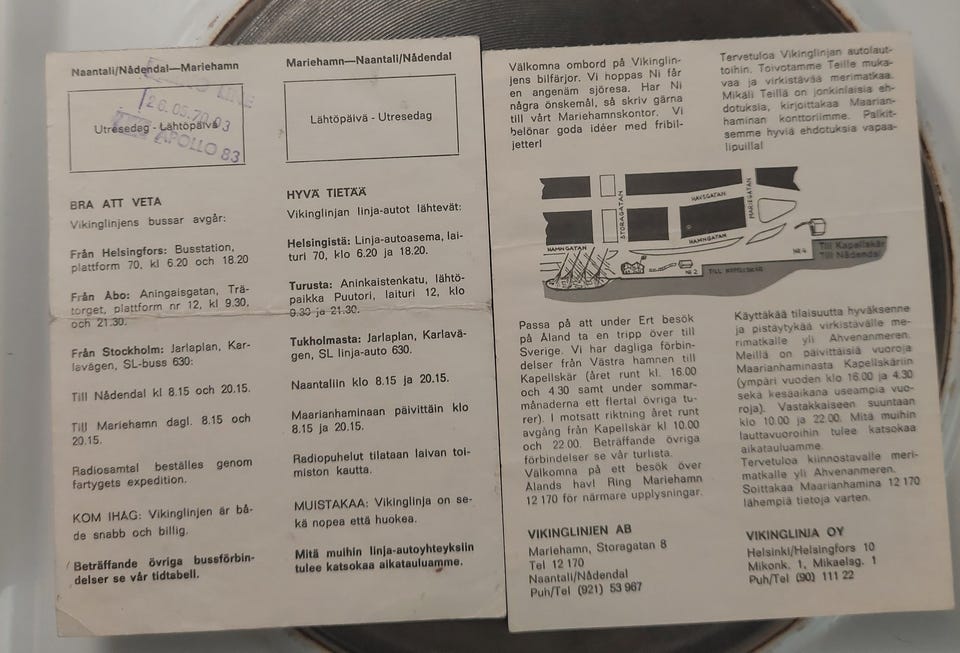 Naantali/Nådendal—Mariehamn
26.05.70 03
Utresedag - Lähtöpäivä
APOLLO 83
BRA ATT VETA
Vikinglinjens bussar avgår:
Från Helsingfors: Busstation,
plattform 70, kl 6.20 och 18.20
Från Åbo: Aningaisgatan, Trä-
torget, plattform nr 12, kl 9.30,
och 21.30.
Från Stockholm: Jarlaplan, Kar-
lavägen, SL-buss 630:
Till Nådendal kl 8.15 och 20.15.
Till Mariehamn dagl. 8.15 och
20.15.
Radiosamtal beställes genom
fartygets expedition.
KOM IHÅG: Vikinglinjen är bå-
de snabb och billig.
Beträffande övriga bussförbin-
delser se vår tidtabell.
Mariehamn—Naantali/Nådendal
Lähtöpäivä - Utresedag
HYVÄ TIETÄÄ
Vikinglinjan linja-autot lähtevät:
Helsingistä: Linja-autoasema, lai-
turi 70, klo 6.20 ja 18.20.
Turusta: Aninkaistenkatu, lähtö-
paikka Puutori, laituri 12, klo
9.30 ja 21.30.
Tukholmasta: Jarlaplan, Karlavä-
gen, SL linja-auto 630.
Naantaliin klo 8.15 ja 20.15.
Maarianhaminaan päivittäin klo
8.15 ja 20.15.
Radiopuhelut tilataan laivan toi-
miston kautta.
MUISTAKAA: Vikinglinja on se-
kä nopea että huokea.
Mitä muihin linja-autoyhteyksiin
tulee katsokaa aikatauluamme.
Välkomna ombord på Vikinglin-
jens bilfärjor. Vi hoppas Ni får
en angenäm sjöresa. Har Ni
några önskemål, så skriv gärna
till vårt Mariehamnskontor. Vi
belönar goda idéer med fribil-
jetter!
Tervetuloa Vikinglinjan autolaut-
toihin. Toivotamme Teille muka-
vaa ja virkistävää merimatkaa.
Mikäli Teillä on jonkinlaisia eh-
dotuksia, kirjoittakaa Maarian-
haminan konttoriimme. Palkit-
semme hyviä ehdotuksia vapaa-
lipuilla!
HAVSGATAN
STORAGATAN
MARIEGATAN
HAMNGATAN
HAMNGATAN
NR 2
TILL KAPELLSKÄR
NR 4
Till Kapellskär
Till Nådendal
Passa på att under Ert besök
på Åland ta en tripp över till
Sverige. Vi har dagliga förbin-
delser från Västra hamnen till
Kapellskär (året runt kl. 16.00
och 4.30 samt under sommar-
månaderna ett flertal övriga tu-
rer). I motsatt riktning året runt
avgång från Kapellskär kl 10.00
och 22.00. Beträffande övriga
förbindelser se vår turlista.
Välkomna på ett besök över
Ålands hav! Ring Mariehamn
12 170 för närmare upplysningar.
VIKINGLINJEN AB
Mariehamn, Storagatan 8
Tel 12 170
Naantali/Nådendal
Puh/Tel (921) 53 967
Käyttäkää tilaisuutta hyväksenne
ja pistäytykää virkistävälle me-
rimatkalle yli Ahvenanmeren.
Meillä on päivittäisiä vuoroja
Maarianhaminasta Kapellskäriin
(ympäri vuoden klo 16.00 ja 4.30
sekä kesäaikana useampia vuo-
roja). Vastakkaiseen suuntaan
klo 10.00 ja 22.00. Mitä muihin
lauttavuoroihin tulee katsokaa
aikatauluamme.
Tervetuloa kiinnostavalle meri-
matkalle yli Ahvenanmeren.
Soittakaa Maarianhamina 12 170
lähempiä tietoja varten.
VIKINGLINJA OY
Helsinki/Helsingfors 10
Mikonk. 1, Mikaelsg. 1
Puh/Tel (90) 111 22